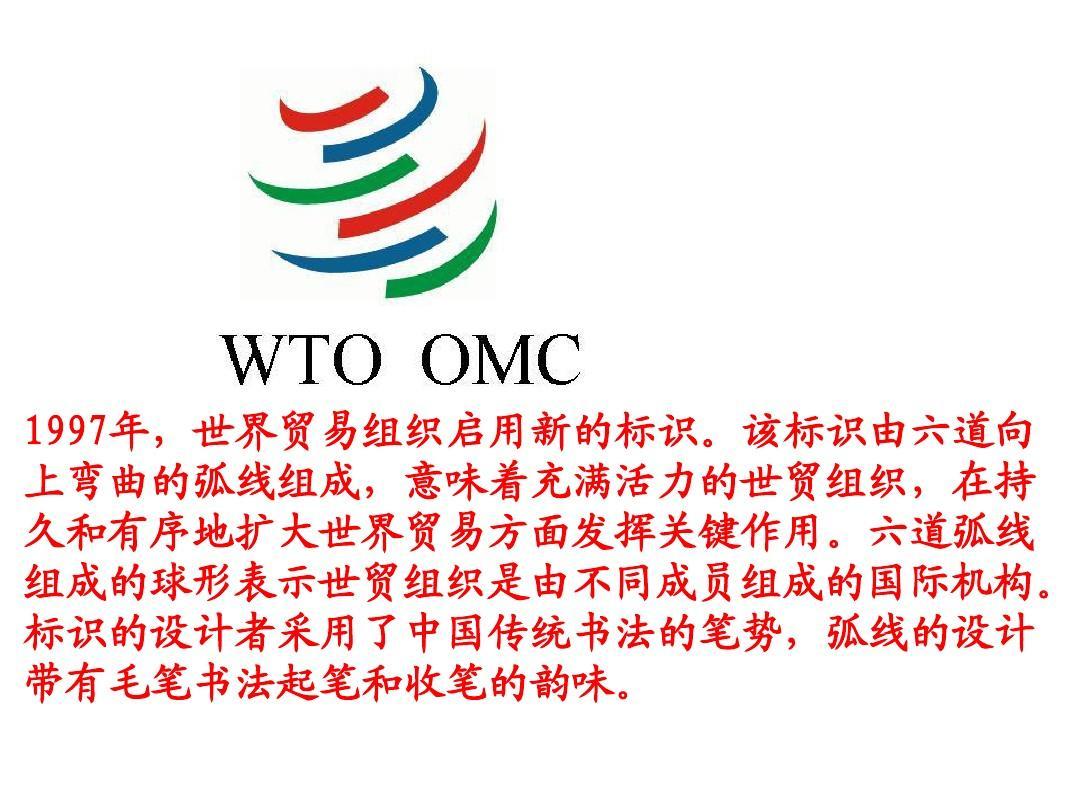 WTO OMC
1997年，世界贸易组织启用新的标识。该标识由六道向
上弯曲的弧线组成，意味着充满活力的世贸组织，在持
久和有序地扩大世界贸易方面发挥关键作用。六道弧线
组成的球形表示世贸组织是由不同成员组成的国际机构。
标识的设计者采用了中国传统书法的笔势，弧线的设计
带有毛笔书法起笔和收笔的韵味。